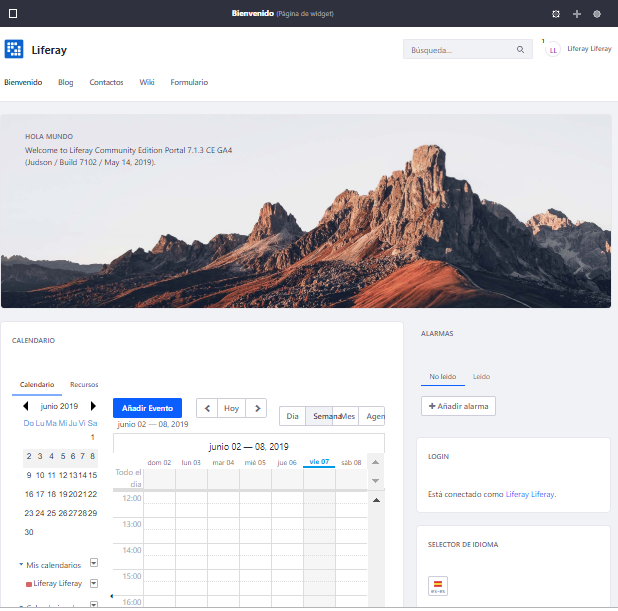 Bienvenido (Página de widget)
Liferay
Búsqueda...
1
LL
Liferay Liferay
Bienvenido Blog Contactos Wiki Formulario
HOLA MUNDO
Welcome to Liferay Community Edition Portal 7.1.3 CE GA4
(Judson / Build 7102 / May 14, 2019).
CALENDARIO
Calendario Recursos
junio 2019
Do Lu Ma Mi Ju Vi Sa
1
2 3 4 5 6 7 8
9 10 11 12 13 14 15
16 17 18 19 20 21 22
23 24 25 26 27 28 29
30
Mis calendarios
Liferay Liferay
Añadir Evento
Hoy
Día Semana Mes Agen
junio 02 — 08, 2019
junio 02 — 08, 2019
dom 02 lun 03 mar 04 mié 05 jue 06 vie 07 sáb 08
Todo el
día
12:00
13:00
14:00
15:00
16:00
ALARMAS
No leído Leído
+ Añadir alarma
LOGIN
Está conectado como Liferay Liferay.
SELECTOR DE IDIOMA
es-es